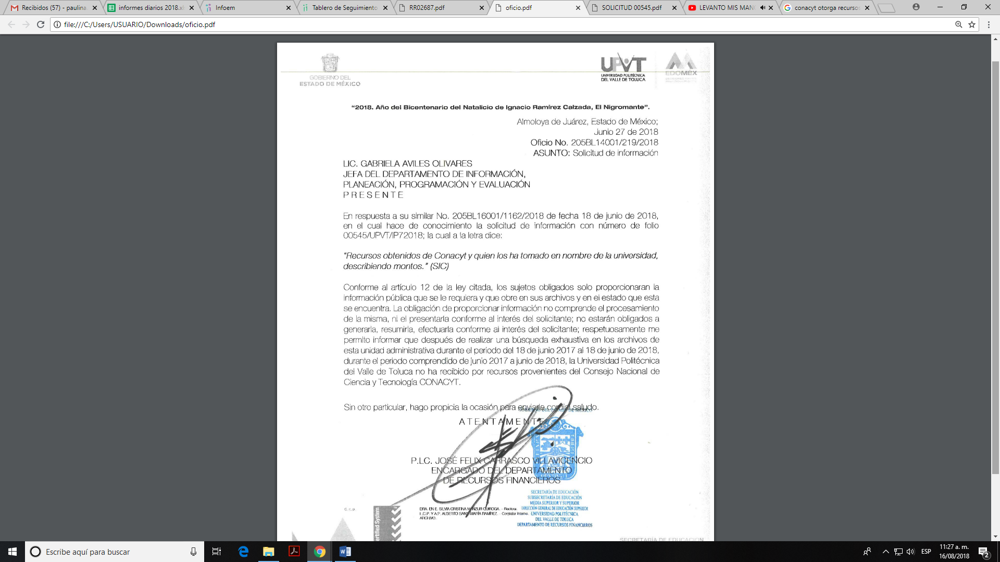 Recibidos (57) - paulina.
informes diarios 2018.xl
Infoem
Tablero de Seguimiento
RR02687.pdf
oficio.pdf
SOLICITUD 00545.pdf
LEVANTO MIS MAN
conacyt otorga recurso
file:///C:/Users/USUARIO/Downloads/oficio.pdf
GOBIERNO DEL
ESTADO DE MÉXICO
UPVT
UNIVERSIDAD POLITÉCNICA
DEL VALLE DE TOLUCA
EDOMÉX
“2018. Año del Bicentenario del Natalicio de Ignacio Ramírez Calzada, El Nigromante”.
Almoloya de Juárez, Estado de México;
Junio 27 de 2018
Oficio No. 205BL14001/219/2018
ASUNTO: Solicitud de información
LIC. GABRIELA AVILES OLIVARES
JEFA DEL DEPARTAMENTO DE INFORMACIÓN,
PLANEACIÓN, PROGRAMACIÓN Y EVALUACIÓN
P R E S E N T E
En respuesta a su similar No. 205BL16001/1162/2018 de fecha 18 de junio de 2018,
en el cual hace de conocimiento la solicitud de información con número de folio
00545/UPVT/IP72018; la cual a la letra dice:
“Recursos obtenidos de Conacyt y quien los ha tomado en nombre de la universidad,
describiendo montos.” (SIC)
Conforme al artículo 12 de la ley citada, los sujetos obligados solo proporcionaran la
información pública que se le requiera y que obre en sus archivos y en el estado que esta
se encuentra. La obligación de proporcionar información no comprende el procesamiento
de la misma, ni el presentarla conforme al interés del solicitante; no estarán obligados a
generarla, resumirla, efectuarla conforme al interés del solicitante; respetuosamente me
permito informar que después de realizar una búsqueda exhaustiva en los archivos de
esta unidad administrativa durante el periodo del 18 de junio 2017 al 18 de junio de 2018,
durante el periodo comprendido de junio 2017 a junio de 2018, la Universidad Politécnica
del Valle de Toluca no ha recibido por recursos provenientes del Consejo Nacional de
Ciencia y Tecnología CONACYT.
Sin otro particular, hago propicia la ocasión para enviarle cordial saludo.
GOBIERNO DEL ESTADO DE MÉXICO
A T E N T A M E N T E
P.L.C. JOSÉ FELIX CARRASCO VILLAVICENCIO
ENCARGADO DEL DEPARTAMENTO
DE RECURSOS FINANCIEROS
SECRETARÍA DE EDUCACIÓN
SUBSECRETARÍA DE EDUCACIÓN
MEDIA SUPERIOR Y SUPERIOR
DIRECCIÓN GENERAL DE EDUCACIÓN SUPERIOR
UNIVERSIDAD POLITÉCNICA
DEL VALLE DE TOLUCA
DEPARTAMENTO DE RECURSOS FINANCIEROS
C. c. p.
DRA. EN E. SILVIA CRISTINA MANZUR QUIROGA. – Rectora.
L.C.P. Y A.P. ALBERTO SANTAMARÍA RAMÍREZ. – Contralor Interno.
ARCHIVO.
ertified System
SECRETARÍA DE EDUCACIÓN
Escribe aquí para buscar
ESP
11:27 a. m.
16/08/2018
2